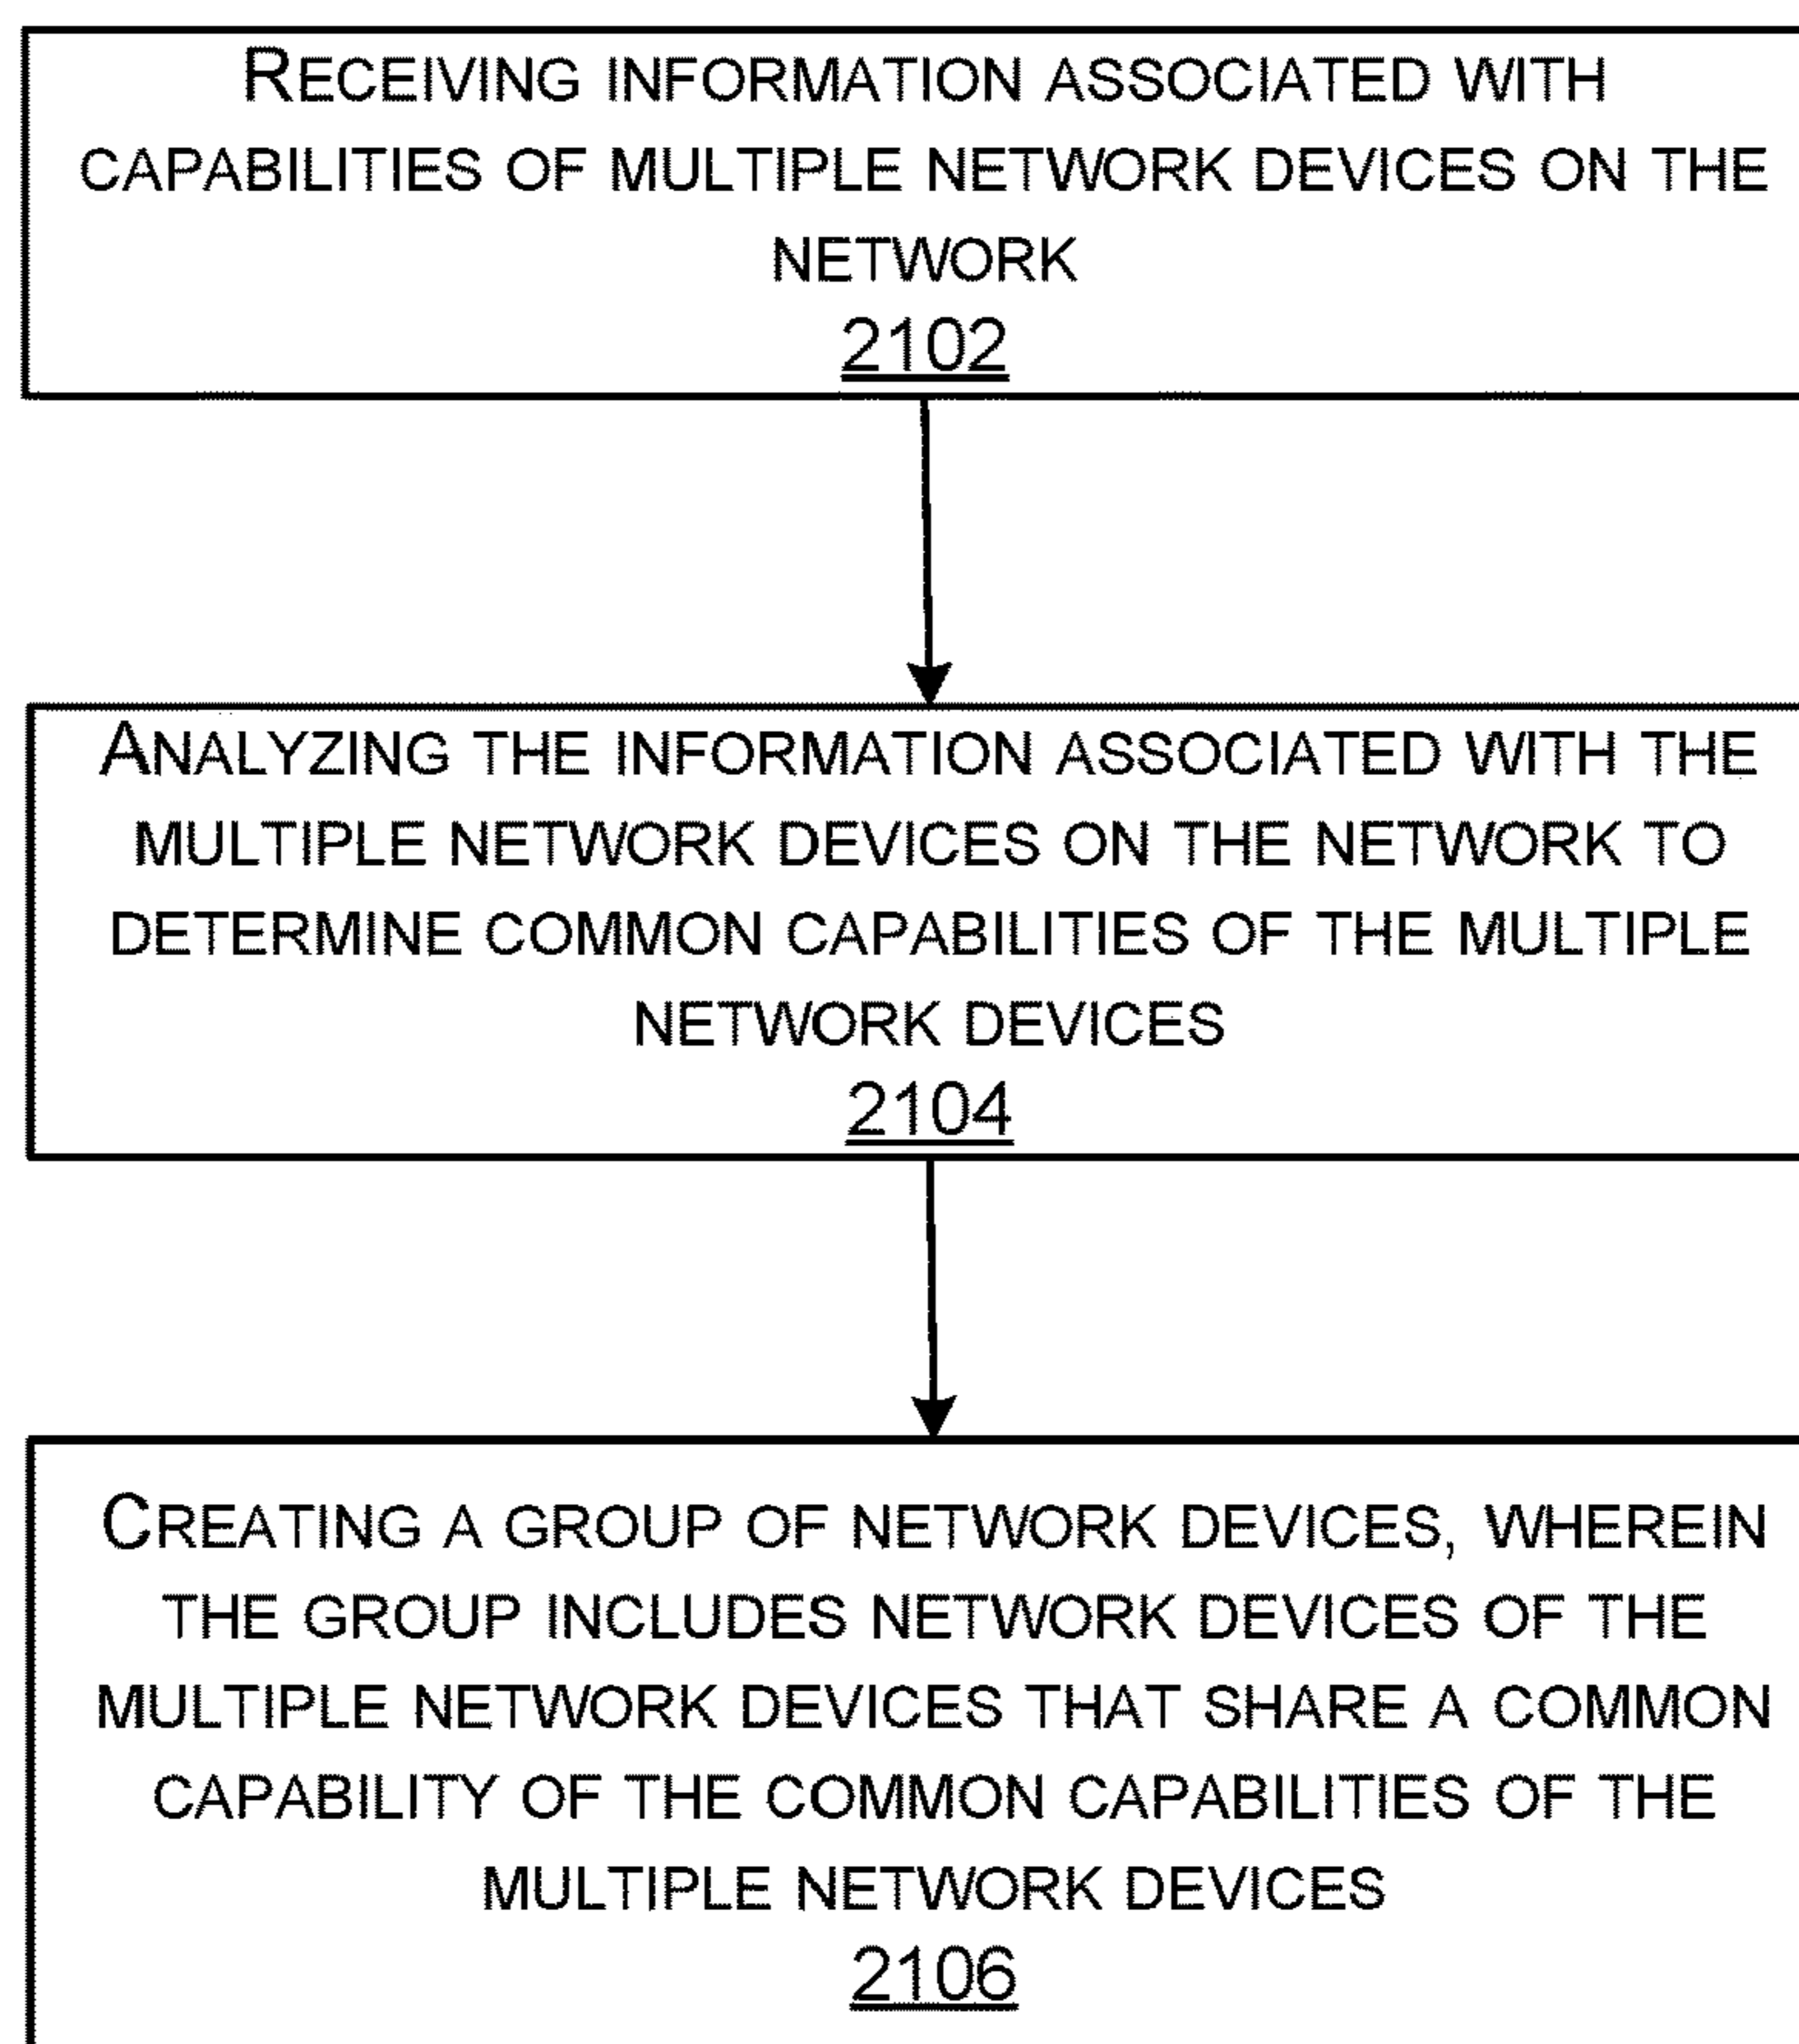 RECEIVING INFORMATION ASSOCIATED WITH
CAPABILITIES OF MULTIPLE NETWORK DEVICES ON THE
NETWORK
2102
ANALYZING THE INFORMATION ASSOCIATED WITH THE
MULTIPLE NETWORK DEVICES ON THE NETWORK TO
DETERMINE COMMON CAPABILITIES OF THE MULTIPLE
NETWORK DEVICES
2104
CREATING A GROUP OF NETWORK DEVICES, WHEREIN
THE GROUP INCLUDES NETWORK DEVICES OF THE
MULTIPLE NETWORK DEVICES THAT SHARE A COMMON
CAPABILITY OF THE COMMON CAPABILITIES OF THE
MULTIPLE NETWORK DEVICES
2106